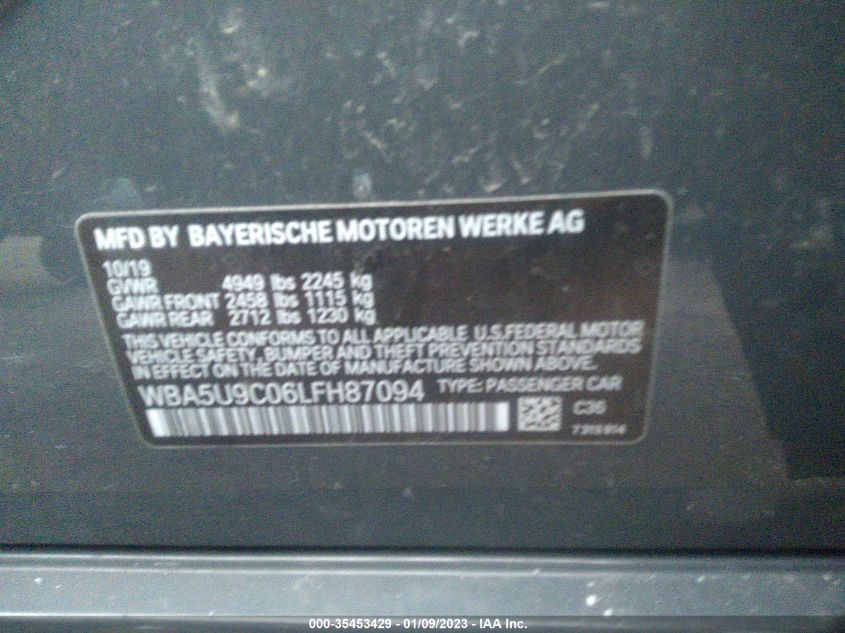 MFD BY BAYERISCHE MOTOREN WERKE AG
10/19
GVWR 4949 lbs 2245 kg
GAWR FRONT 2458 lbs 1115 kg
GAWR REAR 2712 lbs 1230 kg
THIS VEHICLE CONFORMS TO ALL APPLICABLE U.S.FEDERAL MOTOR
VEHICLE SAFETY, BUMPER AND THEFT PREVENTION STANDARDS
IN EFFECT ON THE DATE OF MANUFACTURE SHOWN ABOVE.
WBA5U9C06LFH87094 TYPE: PASSENGER CAR
000-35453429 - 01/09/2023 - IAA Inc.